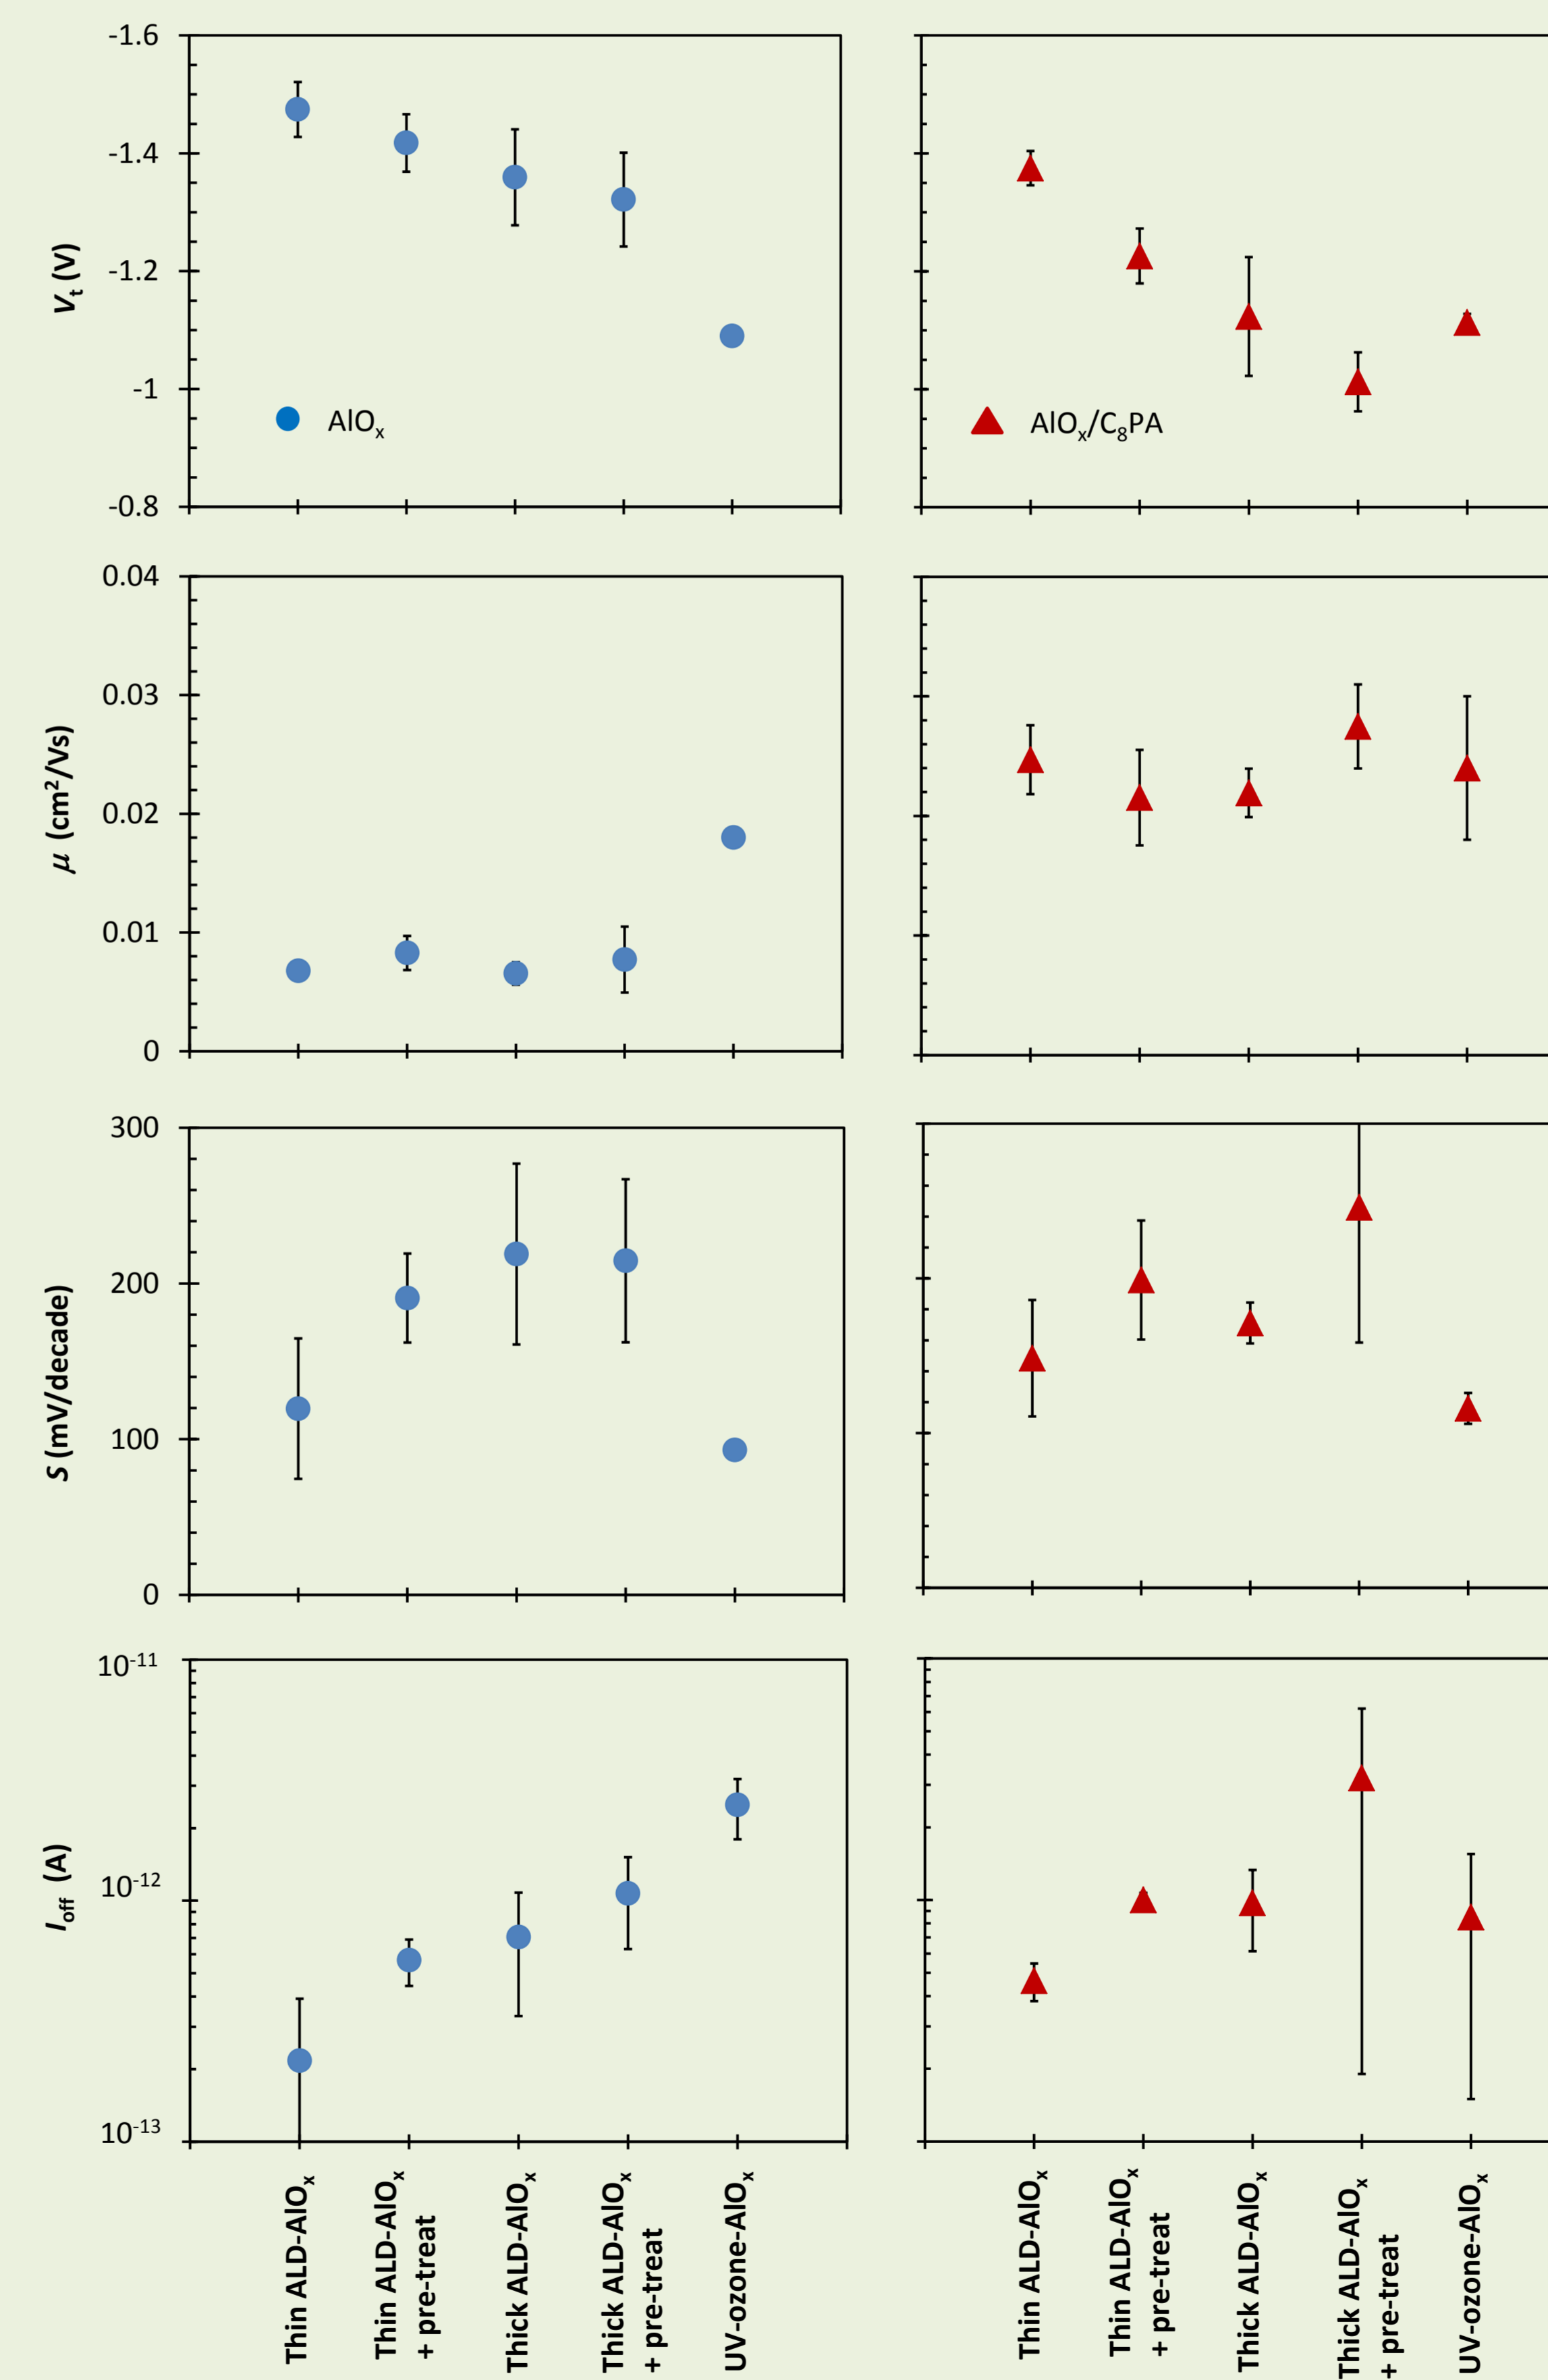 -1.6
-1.4
-1.2
-1
-0.8
Vt (V)
AlOx
AlOx/C8PA
0.04
0.03
0.02
0.01
0
μ (cm²/Vs)
300
200
100
0
S (mV/decade)
10⁻¹¹
10⁻¹²
10⁻¹³
Ioff (A)
Thin ALD-AlOx
Thin ALD-AlOx
+ pre-treat
Thick ALD-AlOx
Thick ALD-AlOx
+ pre-treat
UV-ozone-AlOx
Thin ALD-AlOx
Thin ALD-AlOx
+ pre-treat
Thick ALD-AlOx
Thick ALD-AlOx
+ pre-treat
UV-ozone-AlOx